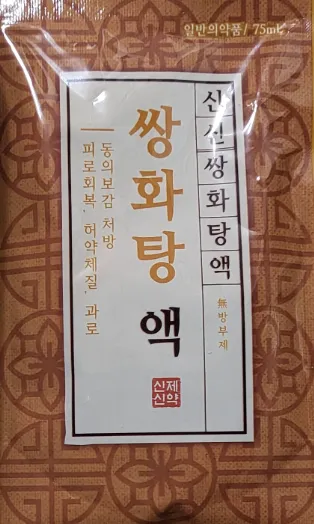 일반의약품/ 75ml
신신쌍화탕액
無방부제
쌍화탕액
동의보감 처방
피로회복, 허약체질, 과로
신제
신약